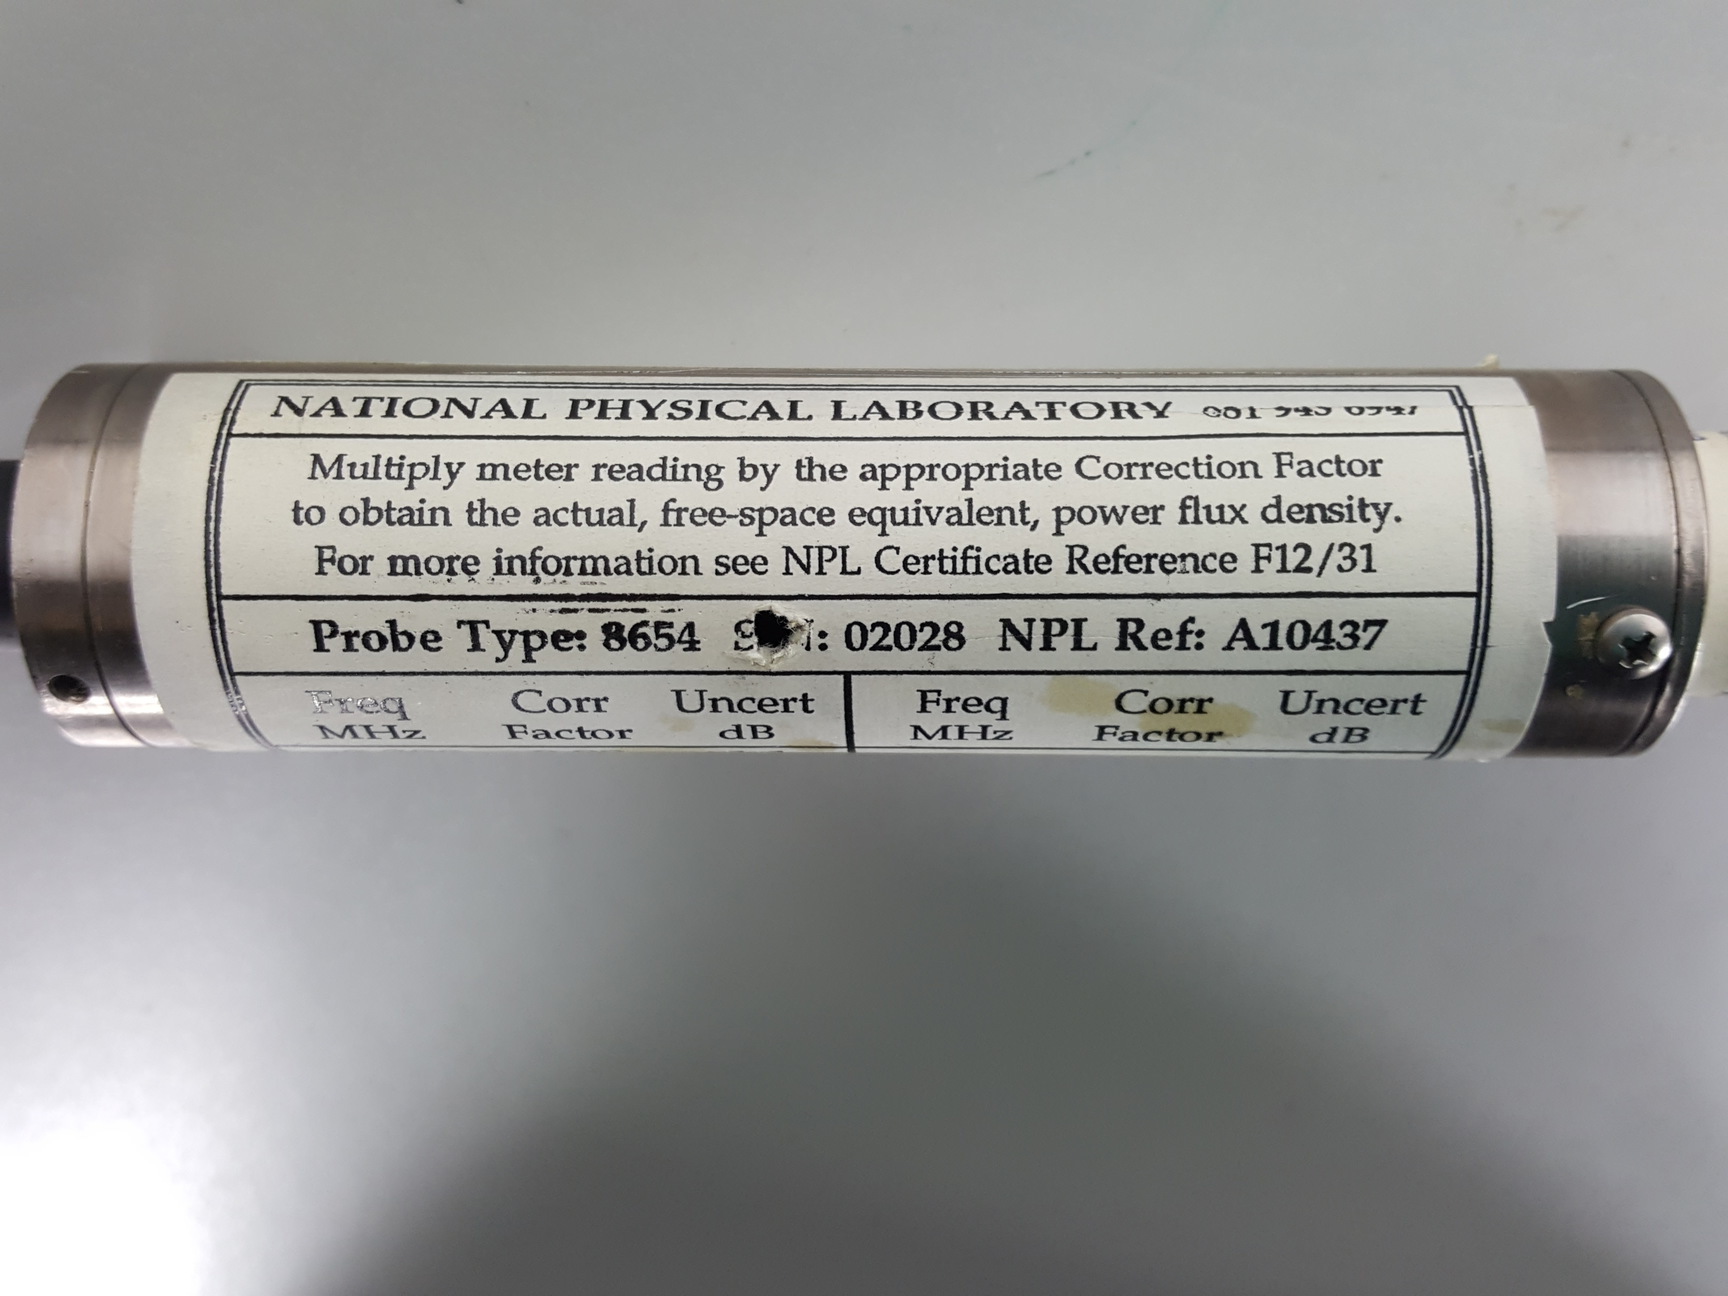 NATIONAL PHYSICAL LABORATORY
Multiply meter reading by the appropriate Correction Factor
to obtain the actual, free-space equivalent, power flux density.
For more information see NPL Certificate Reference F12/31
Probe Type: 8654 : 02028 NPL Ref: A10437
Freq Corr Uncert Freq Corr Uncert
MHz Factor dB MHz Factor dB